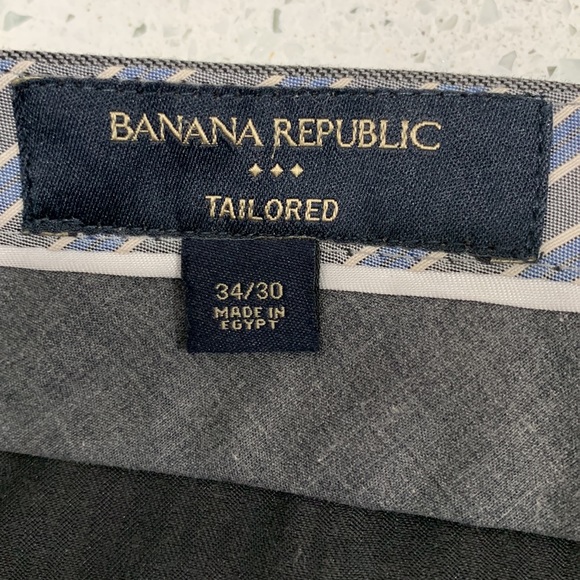 BANANA REPUBLIC
TAILORED
34/30
MADE IN
EGYPT